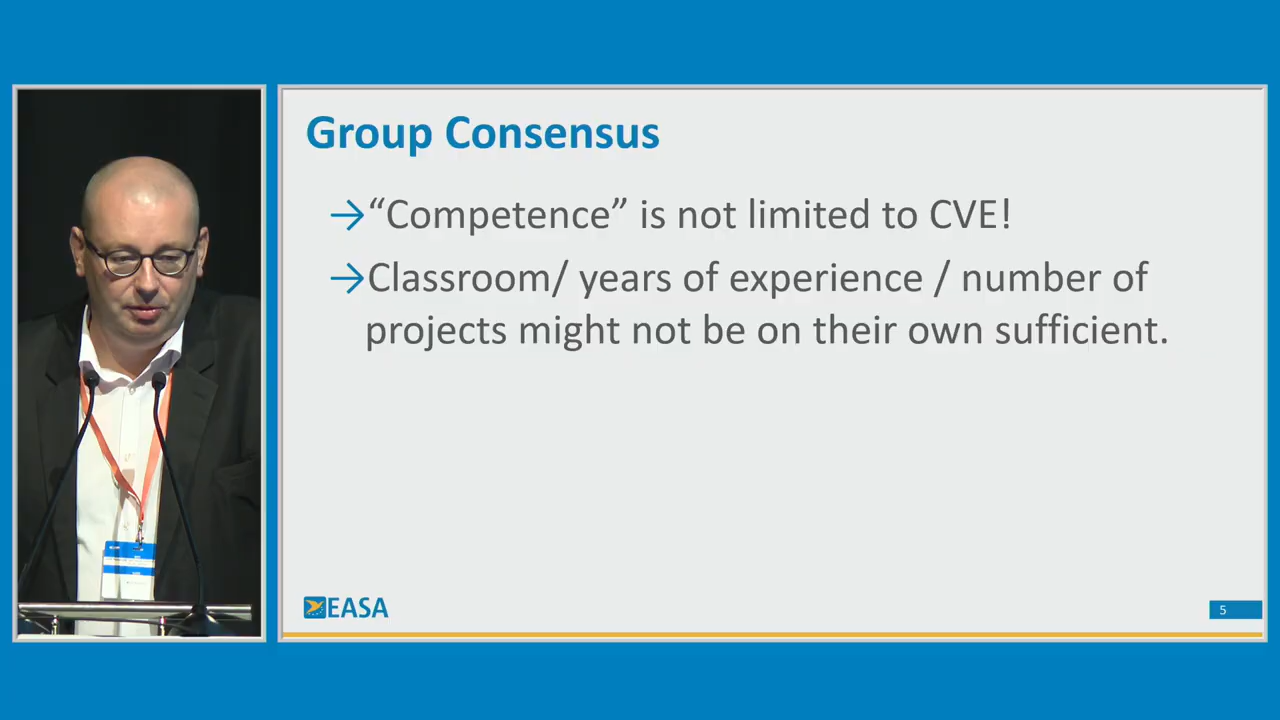 Group Consensus
→“Competence” is not limited to CVE!
→Classroom/ years of experience / number of
projects might not be on their own sufficient.
EASA
5